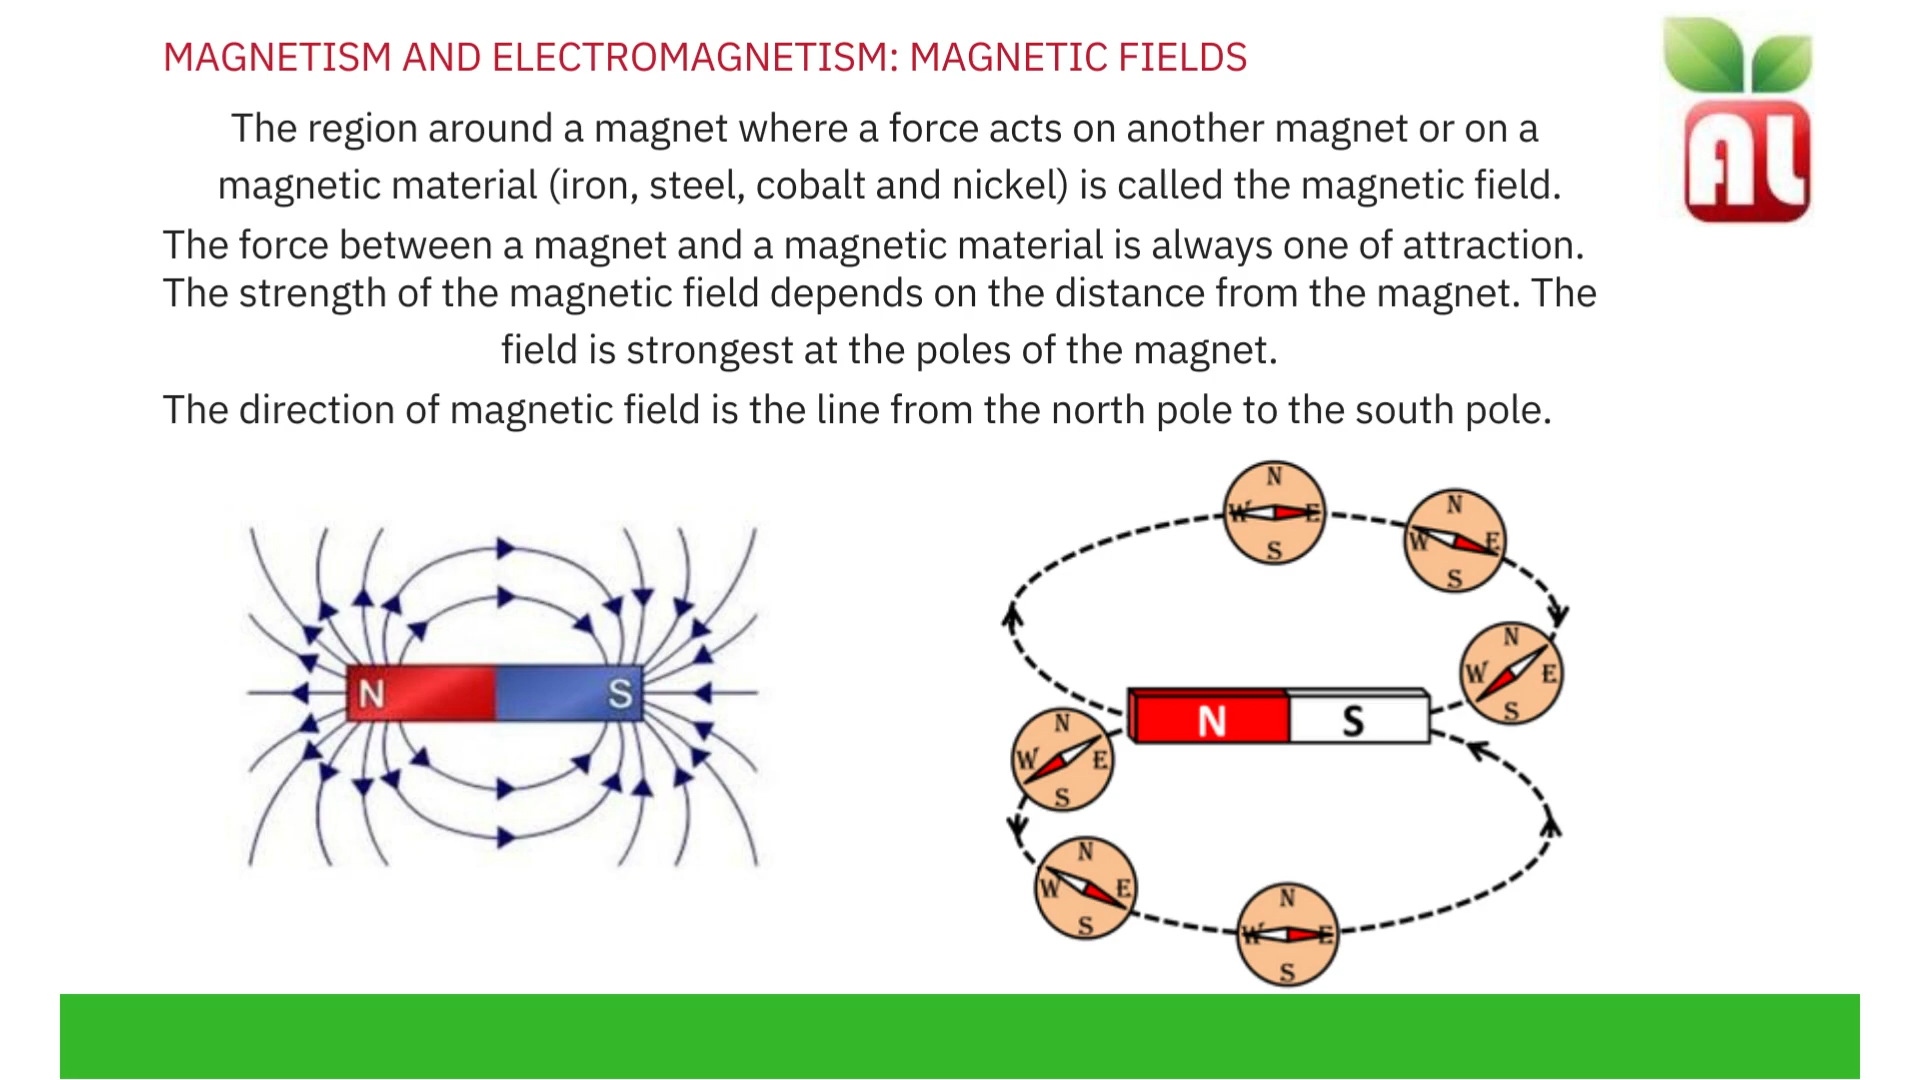 MAGNETISM AND ELECTROMAGNETISM: MAGNETIC FIELDS
AL
The region around a magnet where a force acts on another magnet or on a
magnetic material (iron, steel, cobalt and nickel) is called the magnetic field.
The force between a magnet and a magnetic material is always one of attraction.
The strength of the magnetic field depends on the distance from the magnet. The
field is strongest at the poles of the magnet.
The direction of magnetic field is the line from the north pole to the south pole.
N S
N
W E
S
N
W E
S
N
W E
S
N S
N
W E
S
N
W E
S
N
W E
S